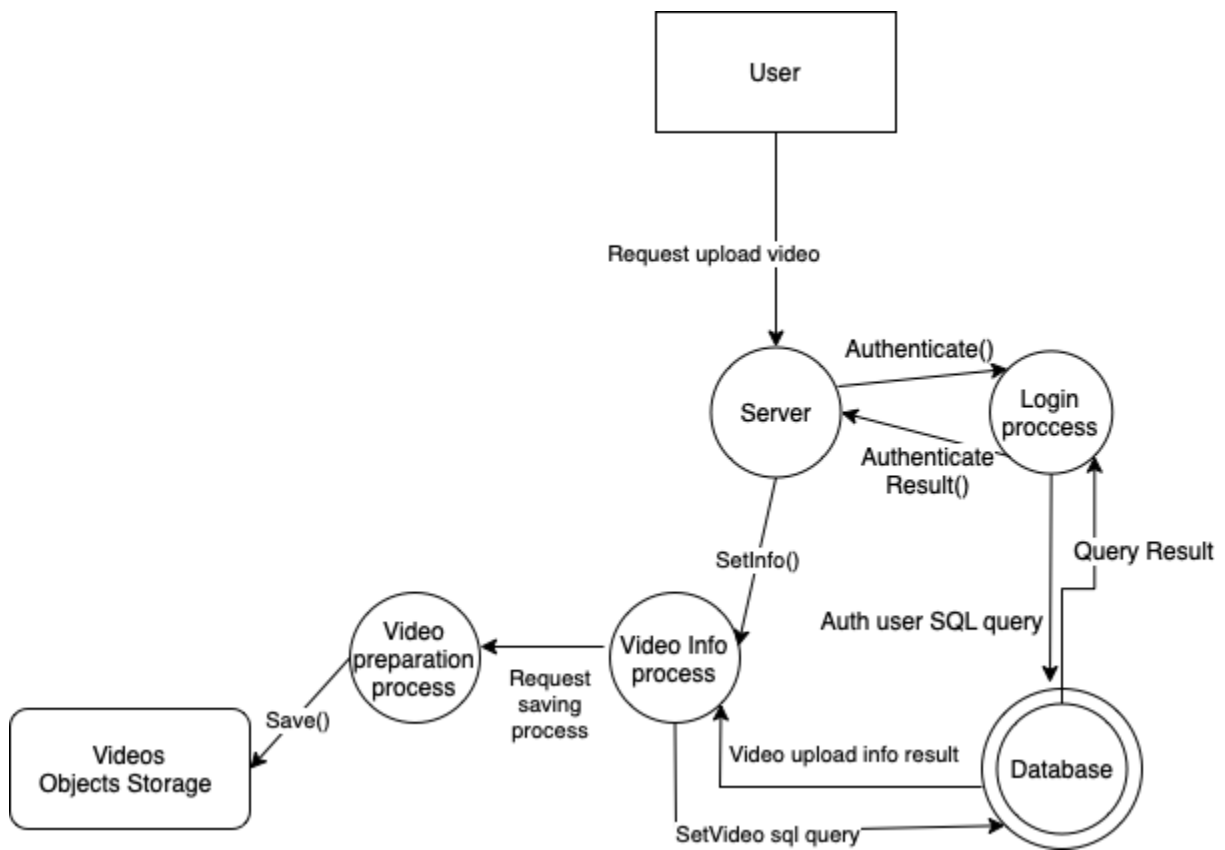 User
Request upload video
Authenticate()
Server
Login
proccess
Authenticate
Result()
Query Result
SetInfo()
Auth user SQL query
Video
preparation
process
Video Info
process
Request
saving
process
Save()
Videos
Objects Storage
Video upload info result
Database
SetVideo sql query